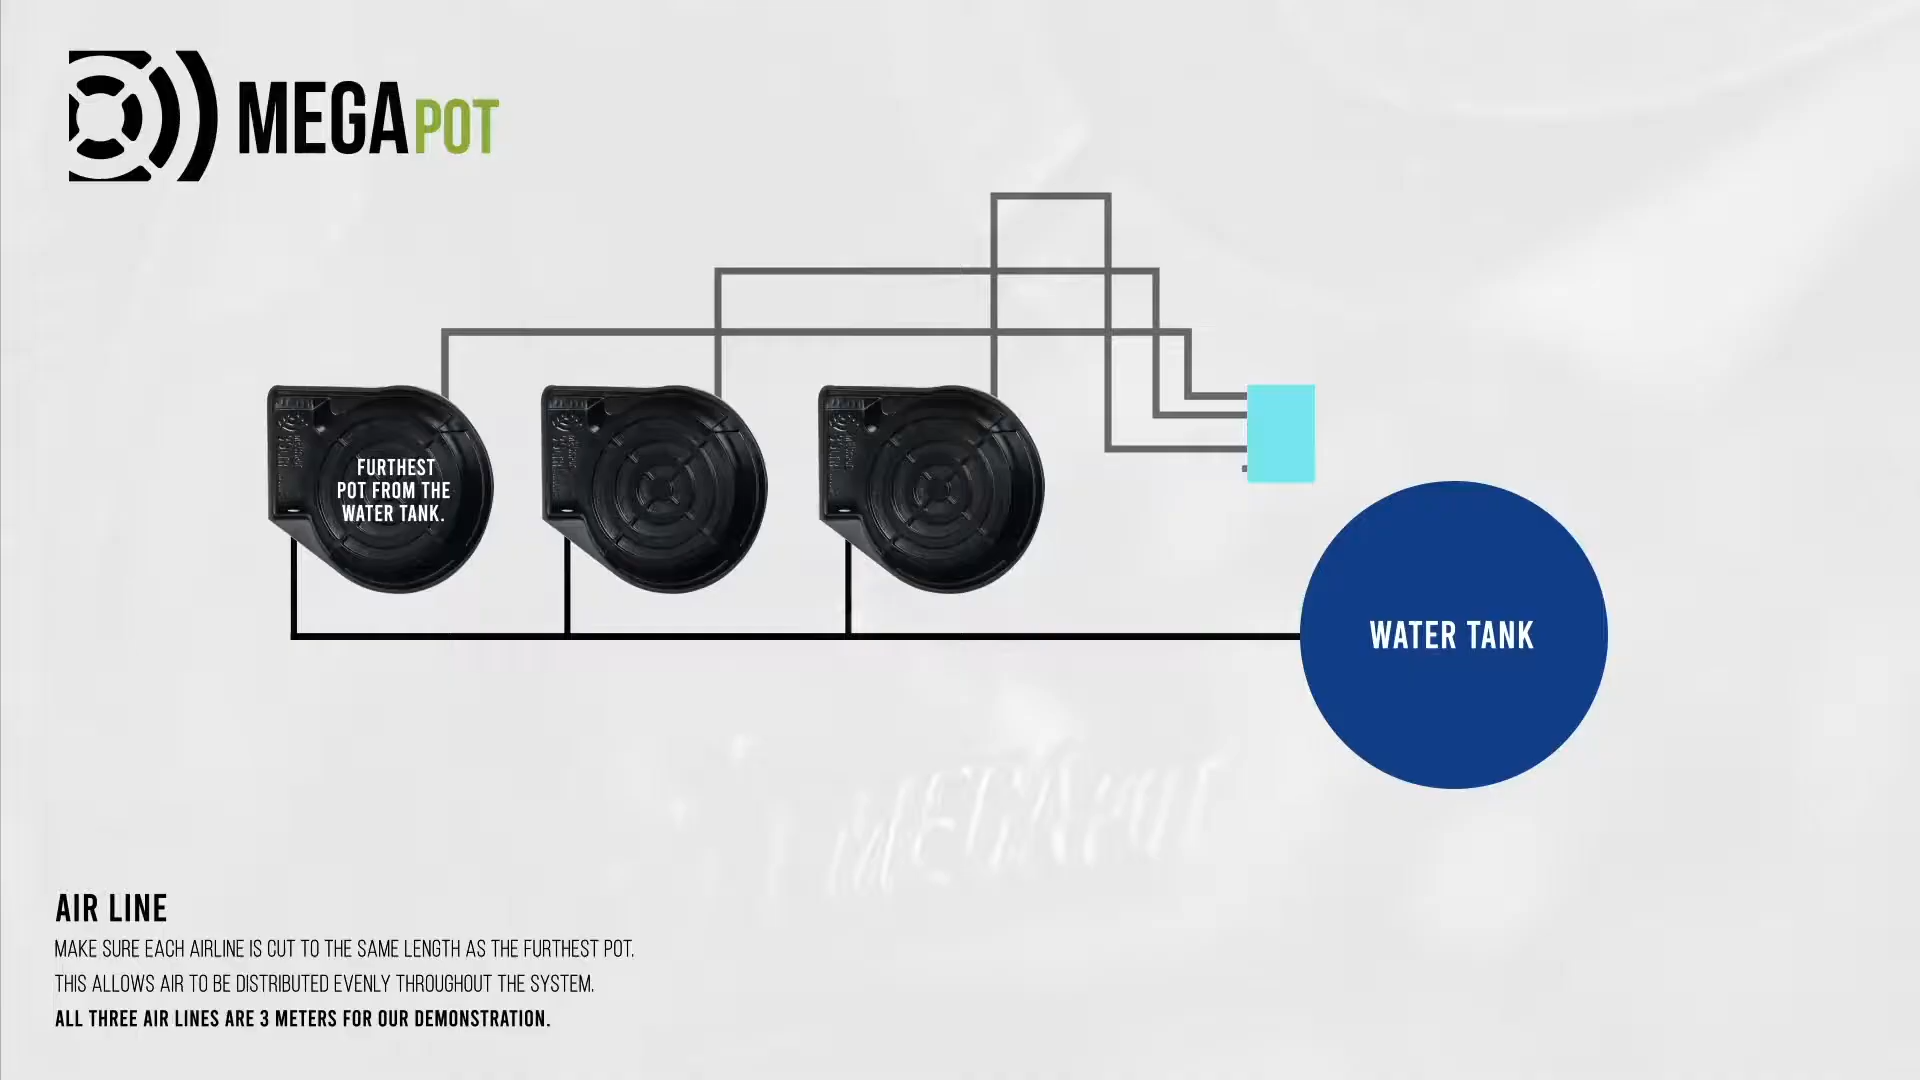 MEGAPOT
FURTHEST
POT FROM THE
WATER TANK.
WATER TANK
MEGAPOT
AIR LINE
MAKE SURE EACH AIRLINE IS CUT TO THE SAME LENGTH AS THE FURTHEST POT.
THIS ALLOWS AIR TO BE DISTRIBUTED EVENLY THROUGHOUT THE SYSTEM.
ALL THREE AIR LINES ARE 3 METERS FOR OUR DEMONSTRATION.